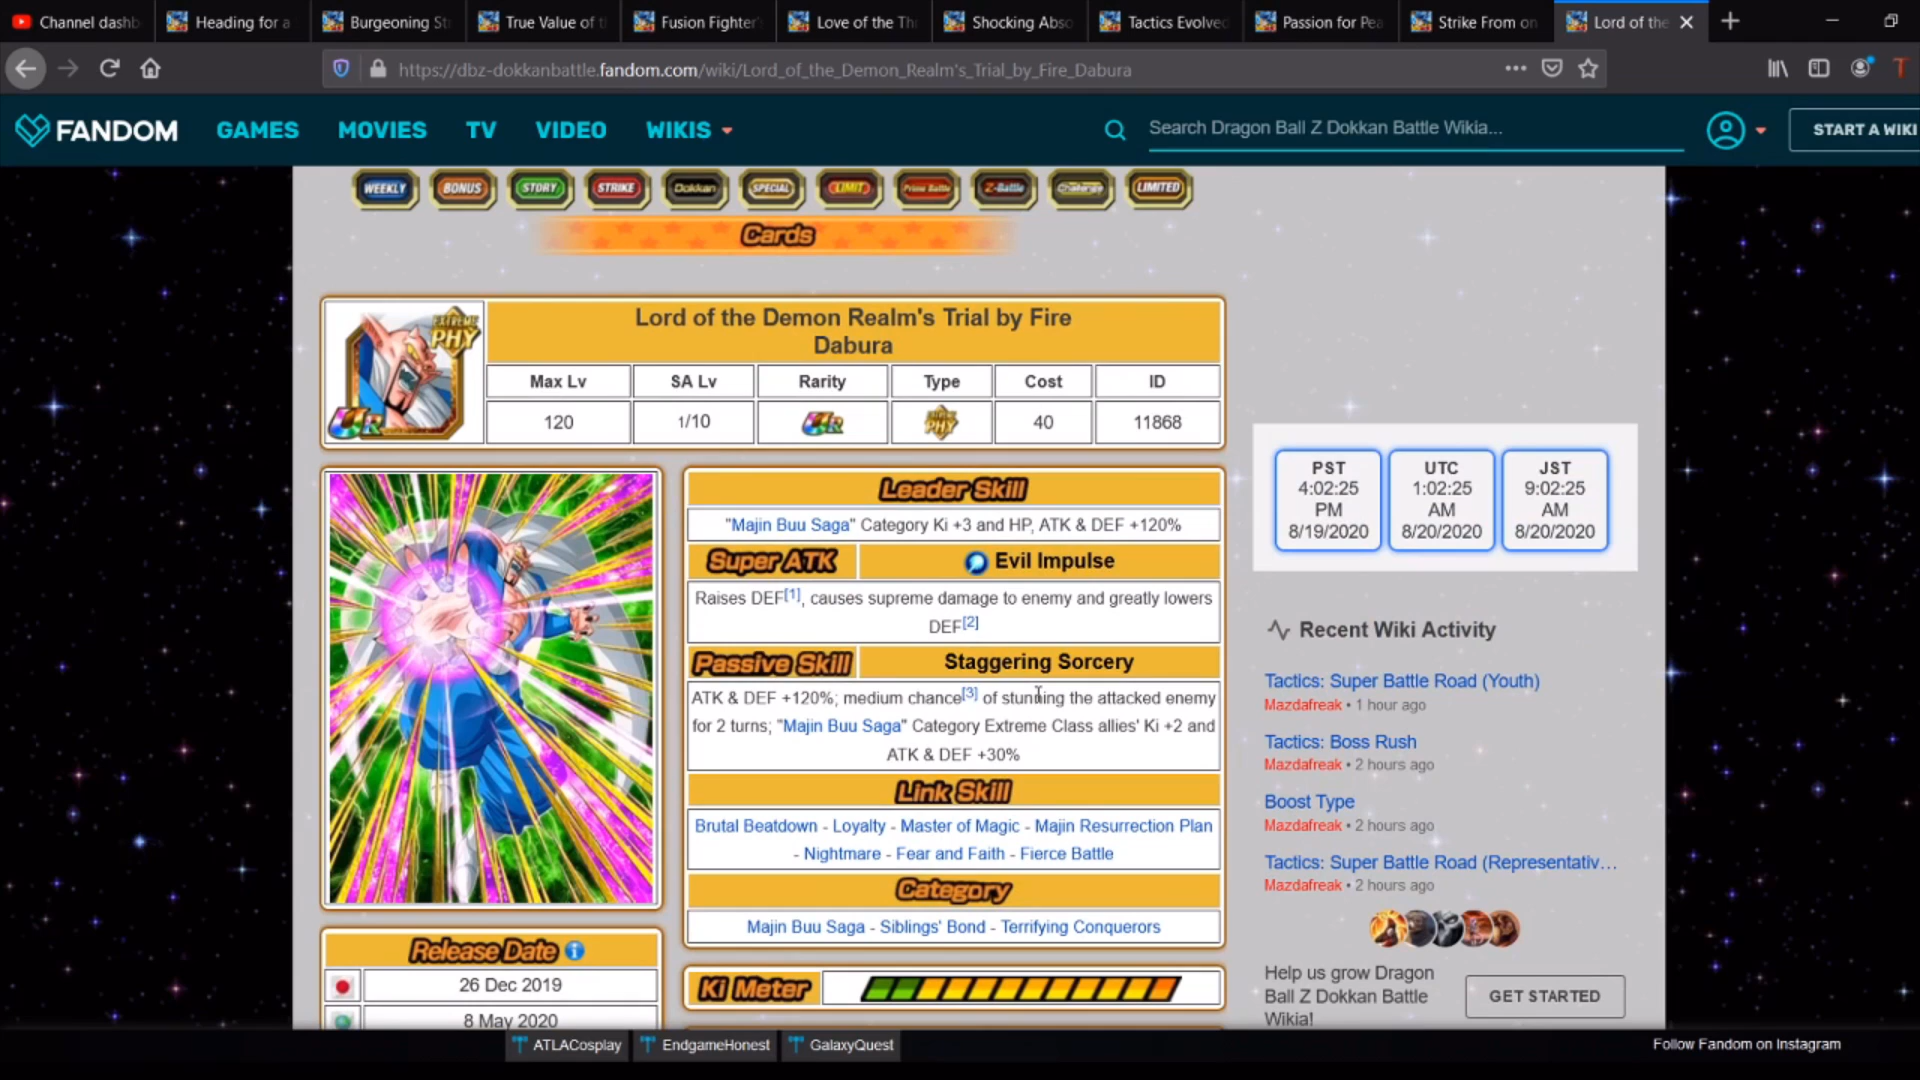 Channel dashb
Heading for a
Burgeoning St
True Value of t
Fusion Fighter'
Love of the Th
Shocking Abso
Tactics Evolved
Passion for Pea
Strike From on
Lord of the
https://dbz-dokkanbattle.fandom.com/wiki/Lord_of_the_Demon_Realm's_Trial_by_Fire_Dabura
FANDOM GAMES MOVIES TV VIDEO WIKIS
Search Dragon Ball Z Dokkan Battle Wikia...
START A WIKI
WEEKLY BONUS STORY STRIKE Dokkan SPECIAL LIMIT Prime Battle Z-Battle Challenge LIMITED
Cards
EXTREME PHY
UR
Lord of the Demon Realm's Trial by Fire
Dabura
Max Lv SA Lv Rarity Type Cost ID
120 1/10 UR EXTREME PHY 40 11868
Leader Skill
"Majin Buu Saga" Category Ki +3 and HP, ATK & DEF +120%
Super ATK Evil Impulse
Raises DEF[1], causes supreme damage to enemy and greatly lowers
DEF[2]
Passive Skill Staggering Sorcery
ATK & DEF +120%; medium chance[3] of stunning the attacked enemy
for 2 turns; "Majin Buu Saga" Category Extreme Class allies' Ki +2 and
ATK & DEF +30%
Link Skill
Brutal Beatdown - Loyalty - Master of Magic - Majin Resurrection Plan
- Nightmare - Fear and Faith - Fierce Battle
Category
Majin Buu Saga - Siblings' Bond - Terrifying Conquerors
Ki Meter
Release Date
26 Dec 2019
8 May 2020
PST
4:02:25
PM
8/19/2020
UTC
1:02:25
AM
8/20/2020
JST
9:02:25
AM
8/20/2020
Recent Wiki Activity
Tactics: Super Battle Road (Youth)
Mazdafreak • 1 hour ago
Tactics: Boss Rush
Mazdafreak • 2 hours ago
Boost Type
Mazdafreak • 2 hours ago
Tactics: Super Battle Road (Representativ...
Mazdafreak • 2 hours ago
Help us grow Dragon
Ball Z Dokkan Battle
Wikia!
GET STARTED
ATLACosplay EndgameHonest GalaxyQuest
Follow Fandom on Instagram